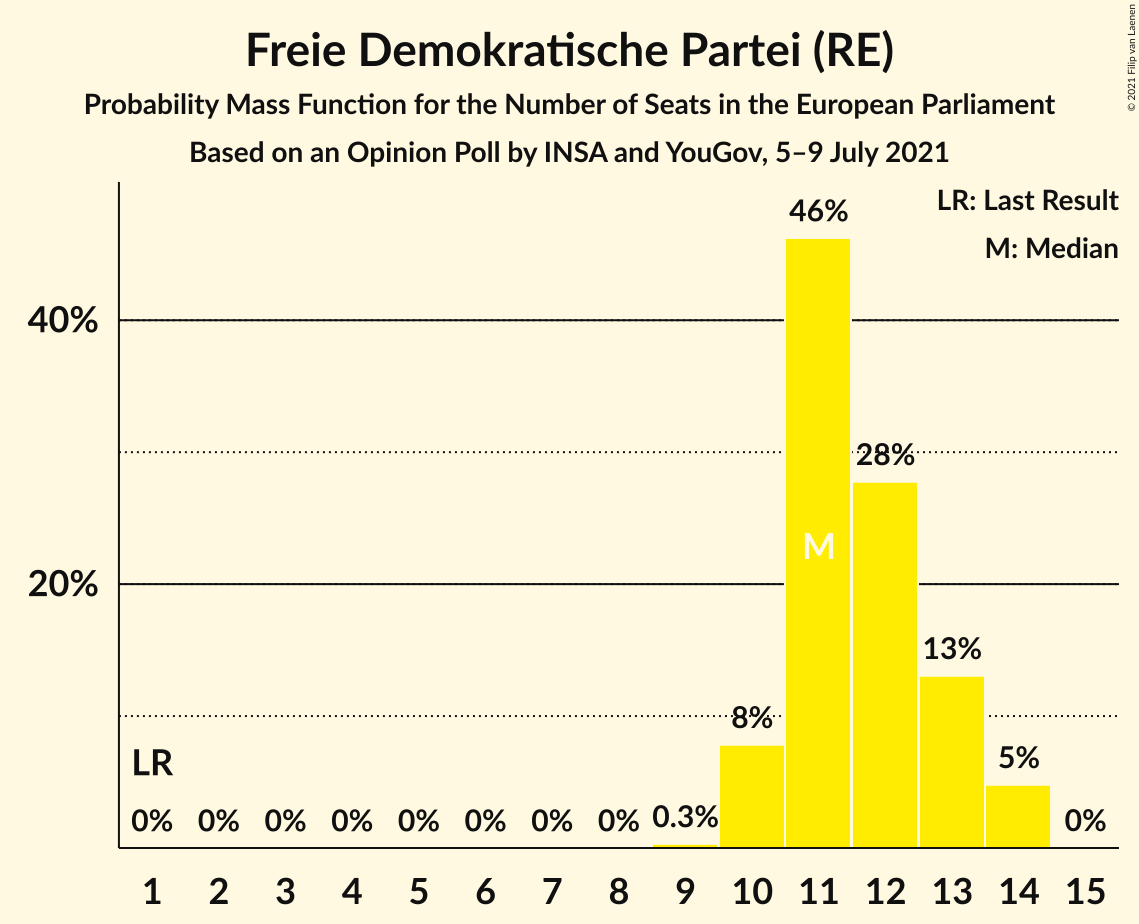 Freie Demokratische Partei (RE)
Probability Mass Function for the Number of Seats in the European Parliament
Based on an Opinion Poll by INSA and YouGov, 5–9 July 2021
© 2021 Filip van Laenen
LR: Last Result
M: Median
46%
40%
28%
M
20%
13%
8%
5%
LR
0% 0% 0% 0% 0% 0% 0% 0% 0.3% 0%
1 2 3 4 5 6 7 8 9 10 11 12 13 14 15